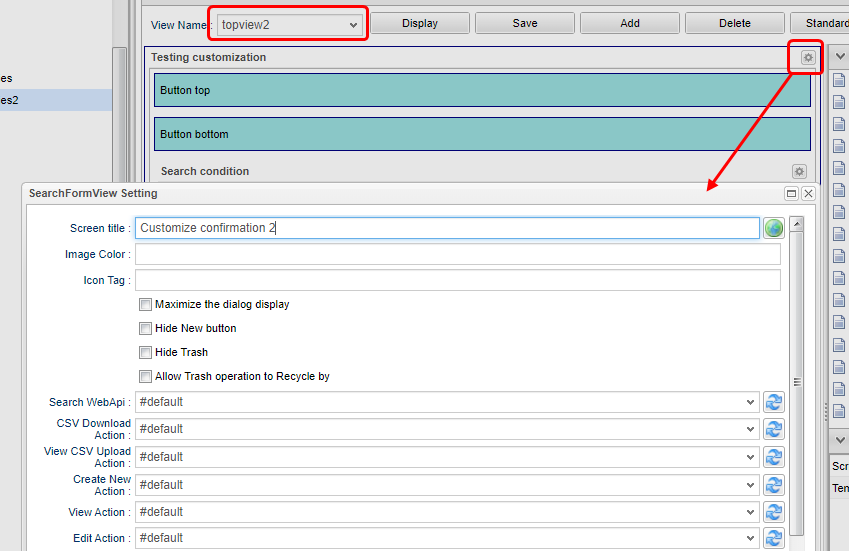 View Name : topview2 Display Save Add Delete Standard
Testing customization
es
Button top
es2
Button bottom
Search condition
SearchFormView Setting
Screen title : Customize confirmation 2
Image Color :
Icon Tag :
Maximize the dialog display
Hide New button
Hide Trash
Allow Trash operation to Recycle by
Search WebApi : #default
CSV Download
Action : #default
View CSV Upload
Action : #default
Scr
Create New
Action : #default
Tem
View Action : #default
Edit Action : #default